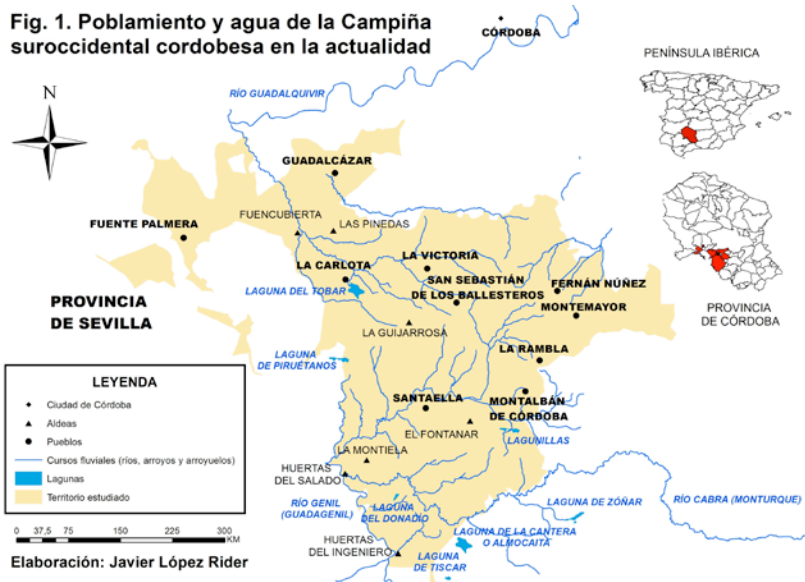 Fig. 1. Poblamiento y agua de la Campiña
suroccidental cordobesa en la actualidad
CÓRDOBA
PENÍNSULA IBÉRICA
N
RÍO GUADALQUIVIR
GUADALCÁZAR
FUENTE PALMERA
FUENCUBIERTA
LAS PINEDAS
LA VICTORIA
LA CARLOTA
SAN SEBASTIÁN
DE LOS BALLESTEROS
FERNÁN NÚÑEZ
LAGUNA DEL TOBAR
PROVINCIA
DE SEVILLA
MONTEMAYOR
PROVINCIA
DE CÓRDOBA
LA GUIJARROSA
LA RAMBLA
LAGUNA
DE PIRUÉTANOS
LEYENDA
Ciudad de Córdoba
Aldeas
Pueblos
Cursos fluviales (ríos, arroyos y arroyuelos)
Lagunas
Territorio estudiado
SANTAELLA
MONTALBÁN
DE CÓRDOBA
EL FONTANAR
LAGUNILLAS
LA MONTIELA
HUERTAS
DEL SALADO
RÍO GENIL
(GUADAGENIL)
LAGUNA
DEL DONADÍO
LAGUNA DE ZÓÑAR
RÍO CABRA (MONTURQUE)
LAGUNA DE LA CANTERA
O ALMOCAITA
HUERTAS
DEL INGENIERO
LAGUNA
DE TISCAR
0 37,5 75 150 225 300
KM
Elaboración: Javier López Rider